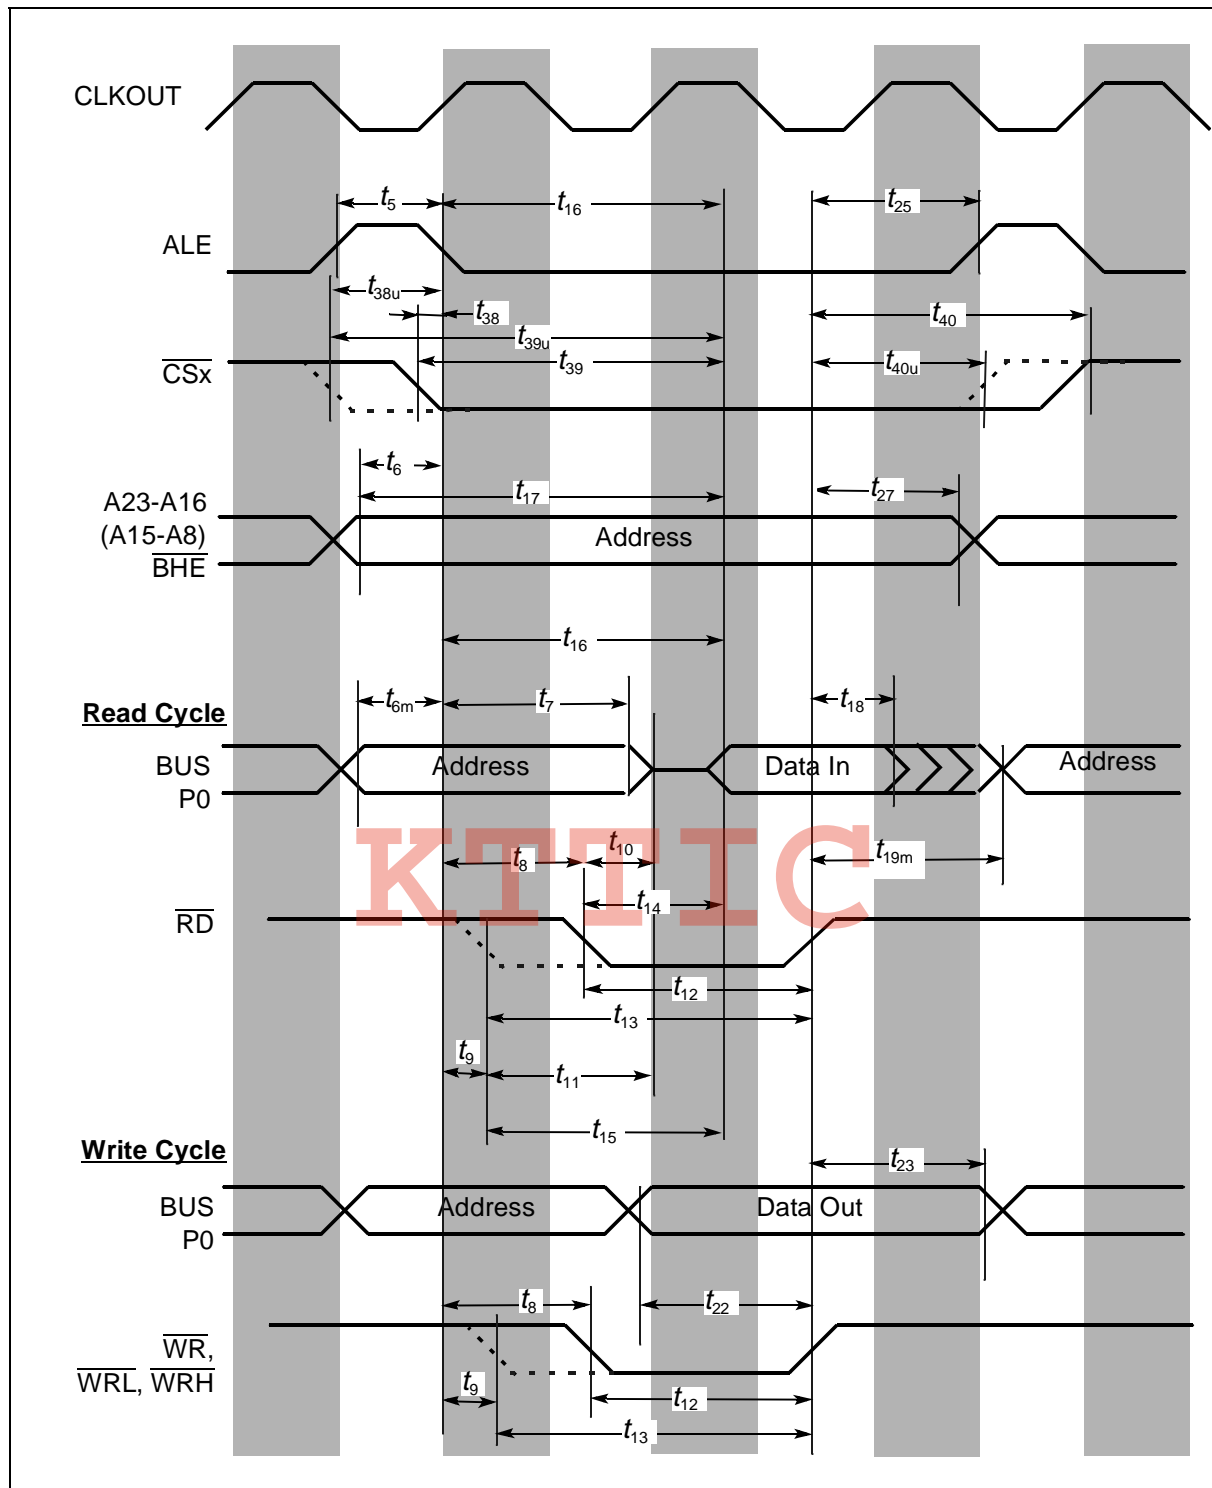 CLKOUT
t5
t16
t25
ALE
t38u
t38
t40
t39u
t39
t40u
CSx
t6
t17
t27
A23-A16
(A15-A8)
BHE
Address
t16
t6m
t7
t18
Read Cycle
BUS
P0
Address
Data In
Address
KTTIC
t8
t10
t19m
t14
RD
t12
t13
t9
t11
t15
Write Cycle
t23
BUS
P0
Address
Data Out
t8
t22
WR,
WRL, WRH
t9
t12
t13